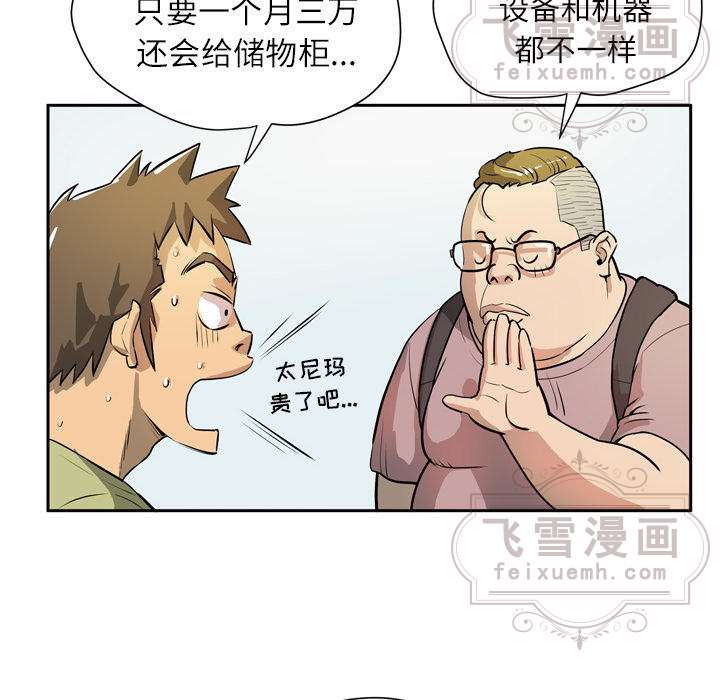 只要一个月三万
还会给储物柜...
设备和机器
都不一样
飞雪漫画
feixuemh.com
太尼玛
贵了吧...
飞雪漫画
feixuemh.com